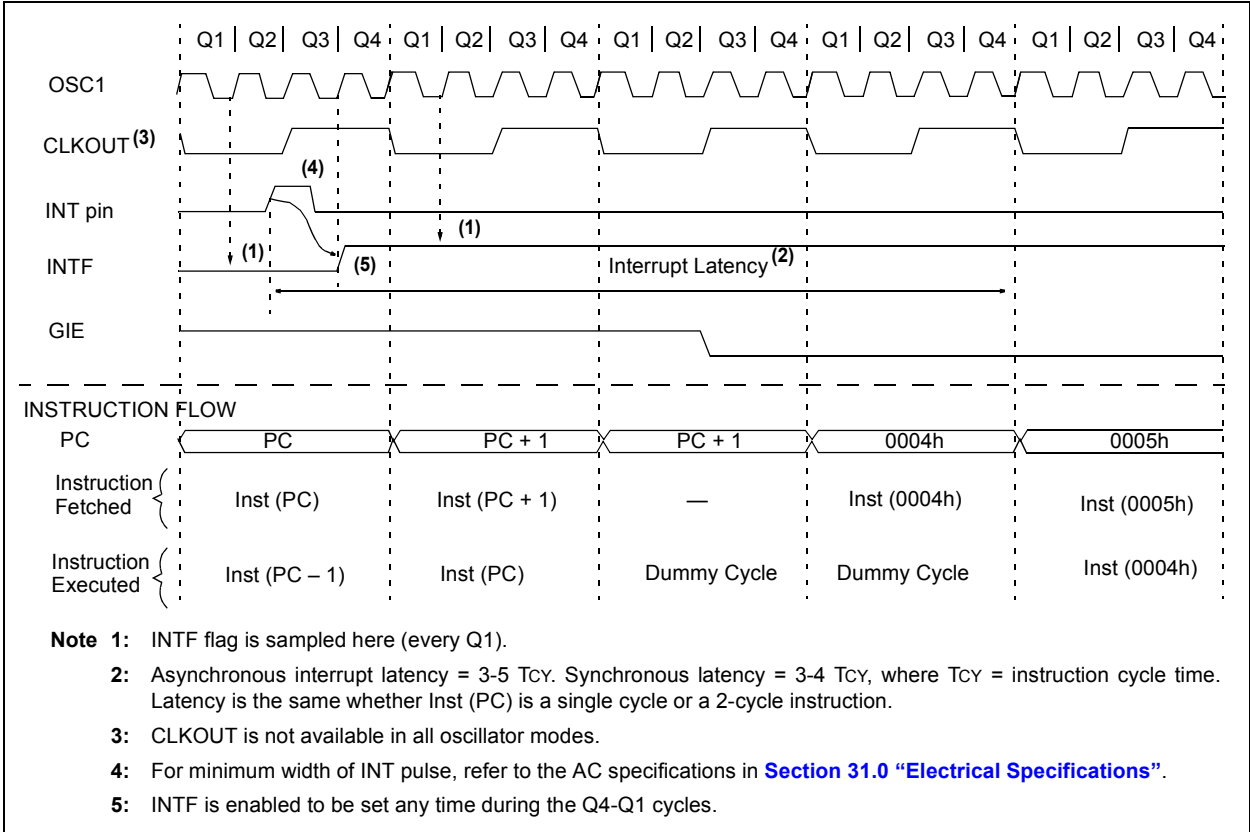 Q1 Q2 Q3 Q4 Q1 Q2 Q3 Q4 Q1 Q2 Q3 Q4 Q1 Q2 Q3 Q4 Q1 Q2 Q3 Q4
OSC1
CLKOUT(3)
(4)
INT pin
(1)
INTF
(1)
(5)
Interrupt Latency(2)
GIE
INSTRUCTION FLOW
PC
PC
PC + 1
PC + 1
0004h
0005h
Instruction
Fetched
Inst (PC)
Inst (PC + 1)
—
Inst (0004h)
Inst (0005h)
Instruction
Executed
Inst (PC – 1)
Inst (PC)
Dummy Cycle
Dummy Cycle
Inst (0004h)
Note 1: INTF flag is sampled here (every Q1).
2: Asynchronous interrupt latency = 3-5 TCY. Synchronous latency = 3-4 TCY, where TCY = instruction cycle time.
Latency is the same whether Inst (PC) is a single cycle or a 2-cycle instruction.
3: CLKOUT is not available in all oscillator modes.
4: For minimum width of INT pulse, refer to the AC specifications in Section 31.0 “Electrical Specifications”.
5: INTF is enabled to be set any time during the Q4-Q1 cycles.